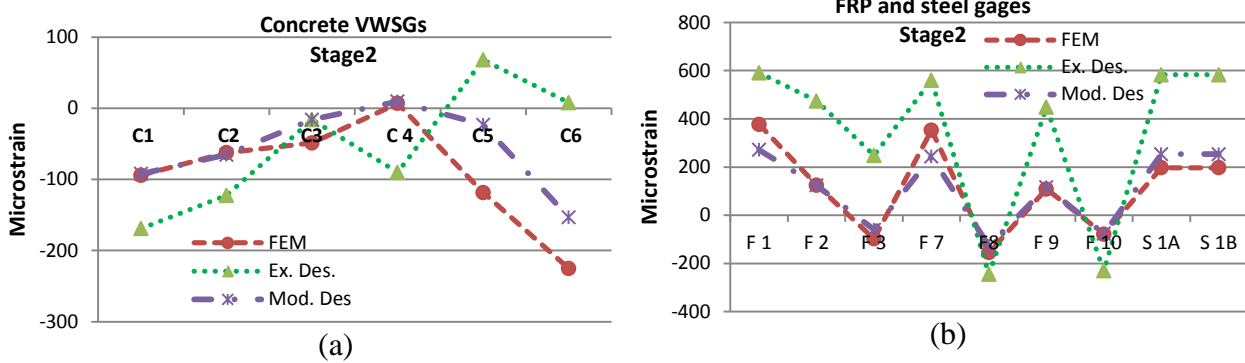 Concrete VWSGs
Stage2
100
0
-100
-200
-300
Microstrain
C1
C2
C3
C 4
C5
C6
FEM
Ex. Des.
Mod. Des
(a)
FRP and steel gages
Stage2
800
600
400
200
0
-200
-400
Microstrain
F 1
F 2
F 3
F 7
F8
F 9
F 10
S 1A
S 1B
FEM
Ex. Des.
Mod. Des
(b)